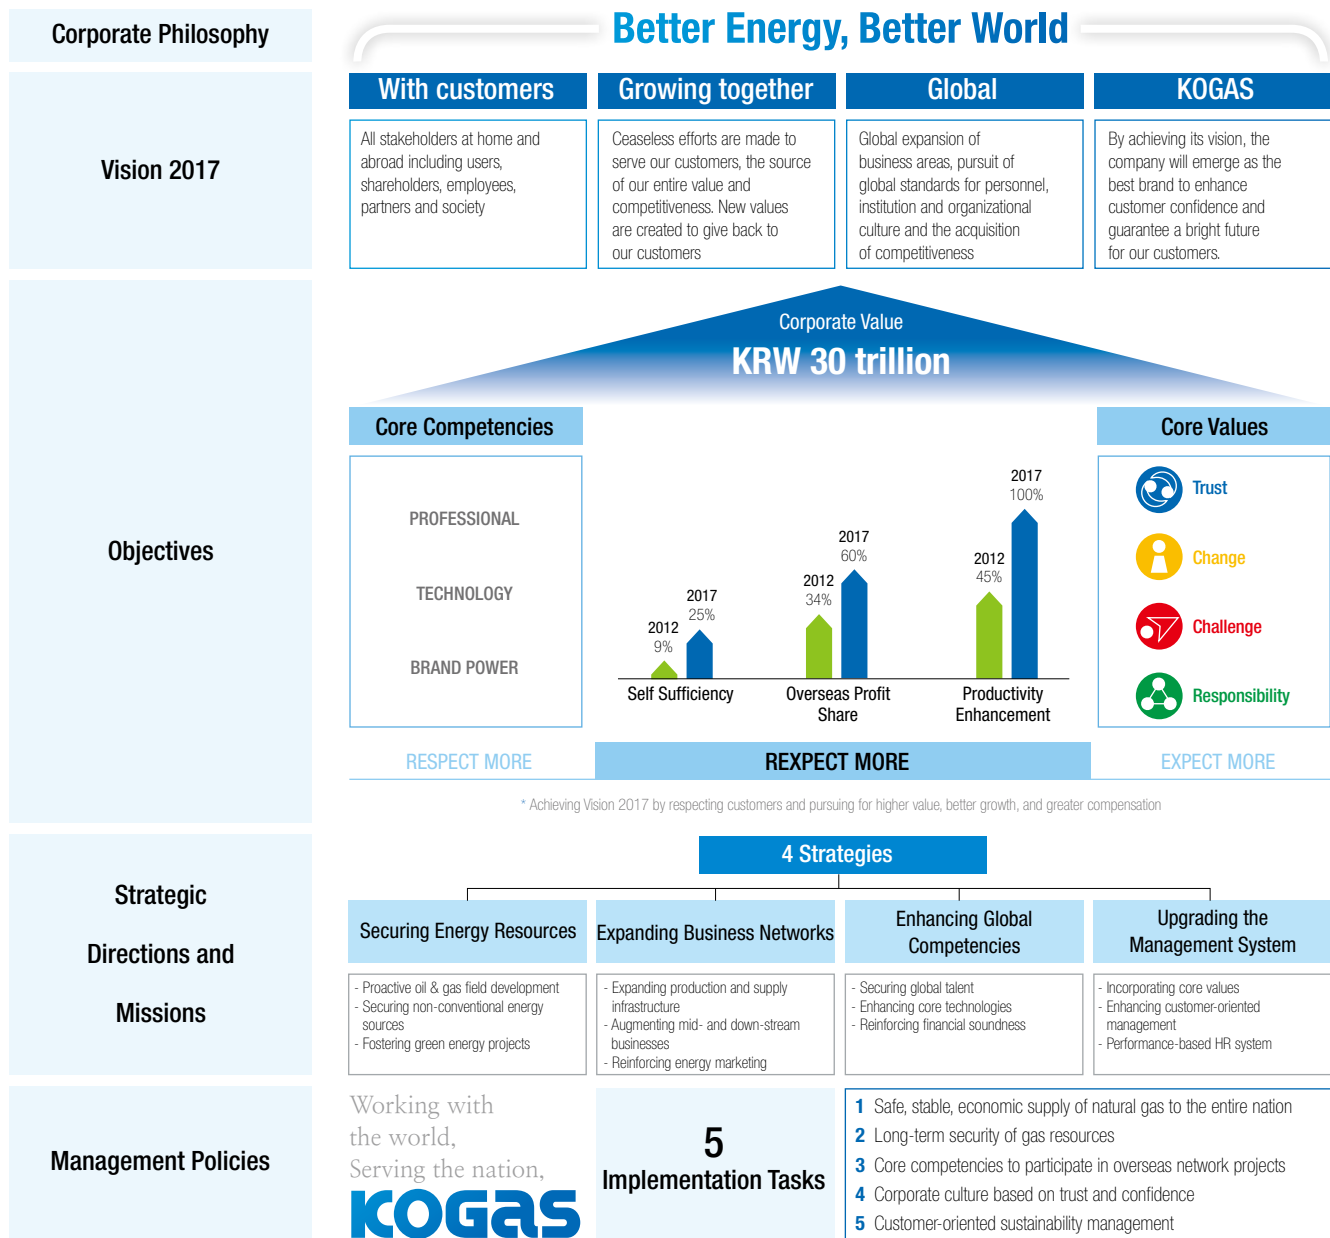 Corporate Philosophy
Better Energy, Better World
Vision 2017
With customers
All stakeholders at home and
abroad including users,
shareholders, employees,
partners and society
Growing together
Ceaseless efforts are made to
serve our customers, the source
of our entire value and
competitiveness. New values
are created to give back to
our customers
Global
Global expansion of
business areas, pursuit of
global standards for personnel,
institution and organizational
culture and the acquisition
of competitiveness
KOGAS
By achieving its vision, the
company will emerge as the
best brand to enhance
customer confidence and
guarantee a bright future
for our customers.
Objectives
Corporate Value
KRW 30 trillion
Core Competencies
PROFESSIONAL
TECHNOLOGY
BRAND POWER
2012
9%
2017
25%
Self Sufficiency
2012
34%
2017
60%
Overseas Profit
Share
2012
45%
2017
100%
Productivity
Enhancement
Core Values
Trust
Change
Challenge
Responsibility
RESPECT MORE
REXPECT MORE
EXPECT MORE
* Achieving Vision 2017 by respecting customers and pursuing for higher value, better growth, and greater compensation
Strategic
Directions and
Missions
4 Strategies
Securing Energy Resources
- Proactive oil & gas field development
- Securing non-conventional energy
sources
- Fostering green energy projects
Expanding Business Networks
- Expanding production and supply
infrastructure
- Augmenting mid- and down-stream
businesses
- Reinforcing energy marketing
Enhancing Global
Competencies
- Securing global talent
- Enhancing core technologies
- Reinforcing financial soundness
Upgrading the
Management System
- Incorporating core values
- Enhancing customer-oriented
management
- Performance-based HR system
Management Policies
Working with
the world,
Serving the nation,
KOGAS
5
Implementation Tasks
1 Safe, stable, economic supply of natural gas to the entire nation
2 Long-term security of gas resources
3 Core competencies to participate in overseas network projects
4 Corporate culture based on trust and confidence
5 Customer-oriented sustainability management